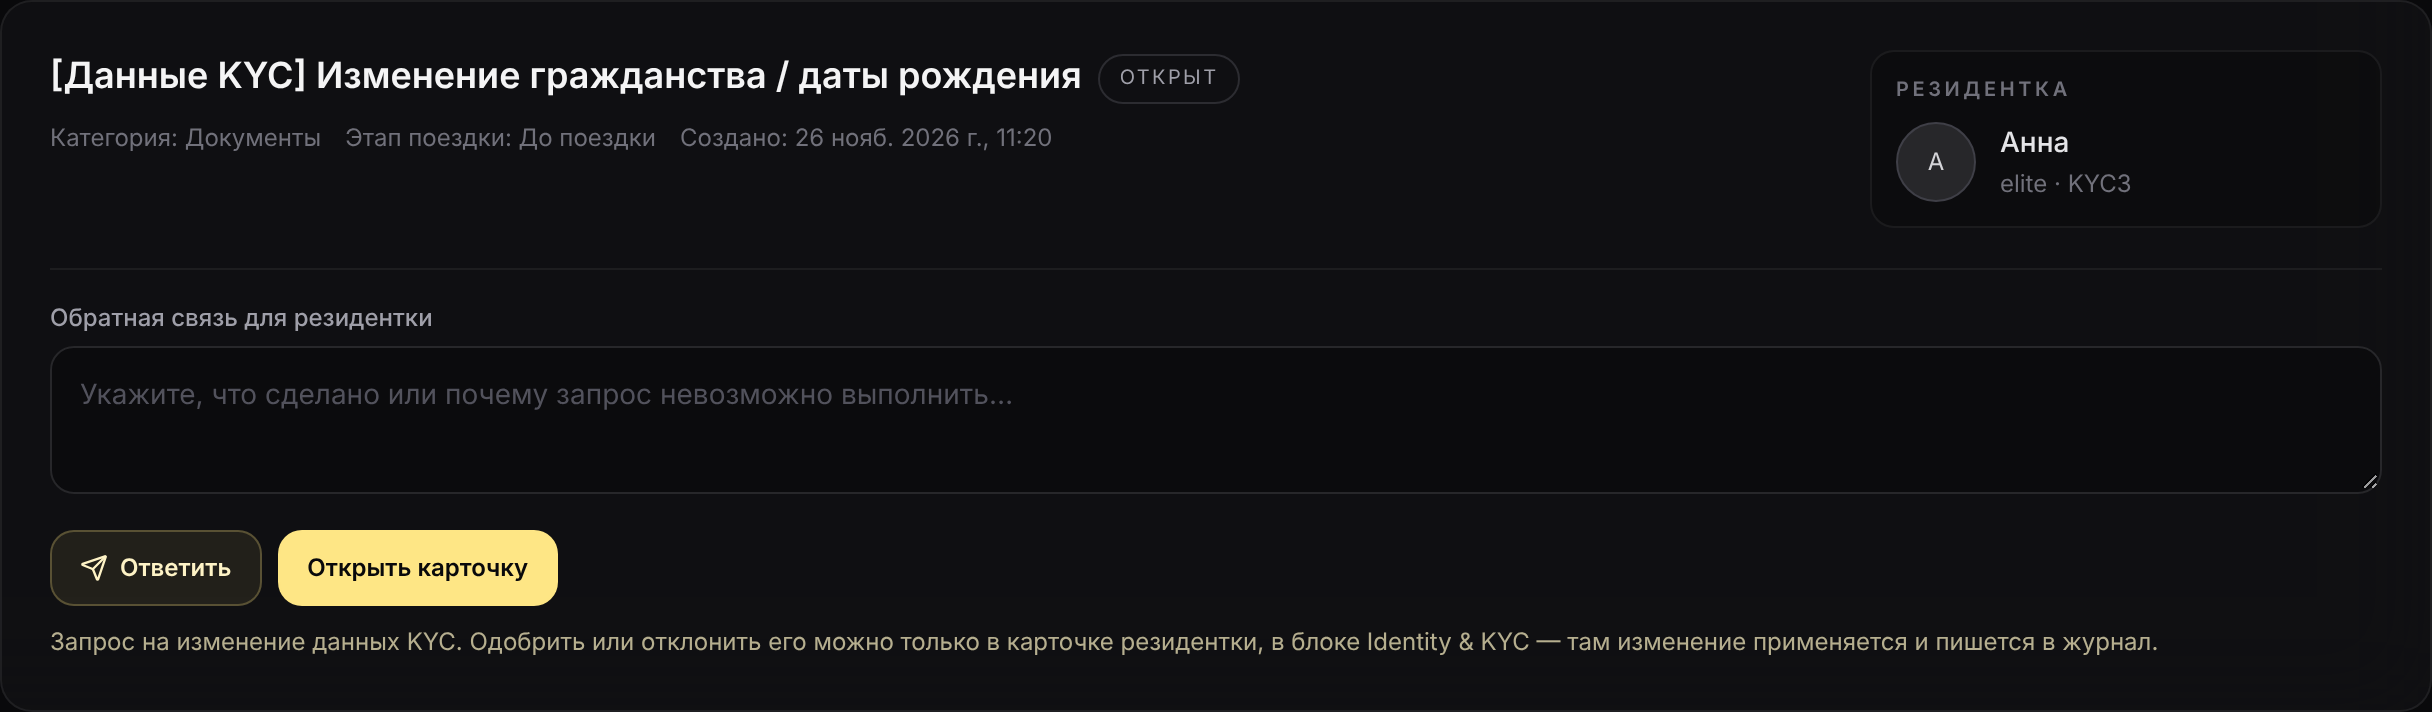 [Данные KYC] Изменение гражданства / даты рождения
ОТКРЫТ
Категория: Документы Этап поездки: До поездки Создано: 26 нояб. 2026 г., 11:20
РЕЗИДЕНТКА
А
Анна
elite · KYC3
Обратная связь для резидентки
Укажите, что сделано или почему запрос невозможно выполнить...
Ответить
Открыть карточку
Запрос на изменение данных KYC. Одобрить или отклонить его можно только в карточке резидентки, в блоке Identity & KYC — там изменение применяется и пишется в журнал.